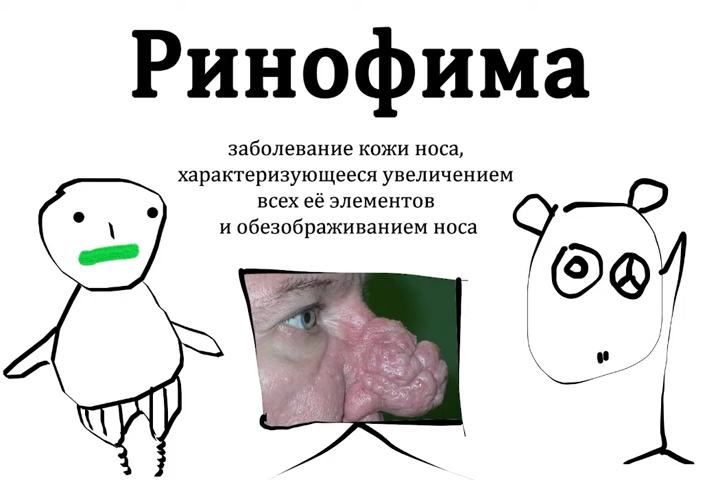 Ринофима
заболевание кожи носа,
характеризующееся увеличением
всех её элементов
и обезображиванием носа